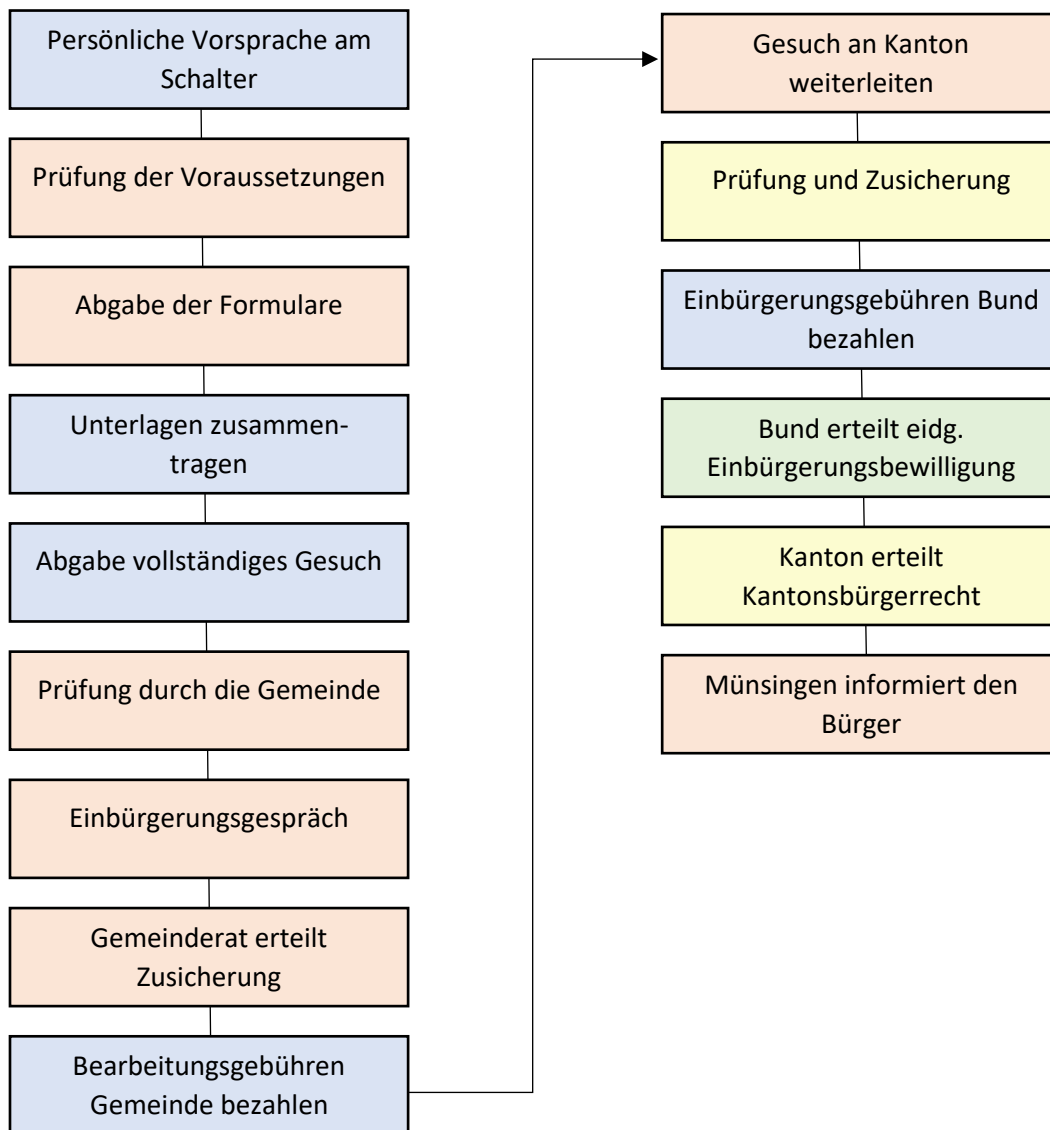 Persönliche Vorsprache am
Schalter
Prüfung der Voraussetzungen
Abgabe der Formulare
Unterlagen zusammen-
tragen
Abgabe vollständiges Gesuch
Prüfung durch die Gemeinde
Einbürgerungsgespräch
Gemeinderat erteilt
Zusicherung
Bearbeitungsgebühren
Gemeinde bezahlen
Gesuch an Kanton
weiterleiten
Prüfung und Zusicherung
Einbürgerungsgebühren Bund
bezahlen
Bund erteilt eidg.
Einbürgerungsbewilligung
Kanton erteilt
Kantonsbürgerrecht
Münsingen informiert den
Bürger